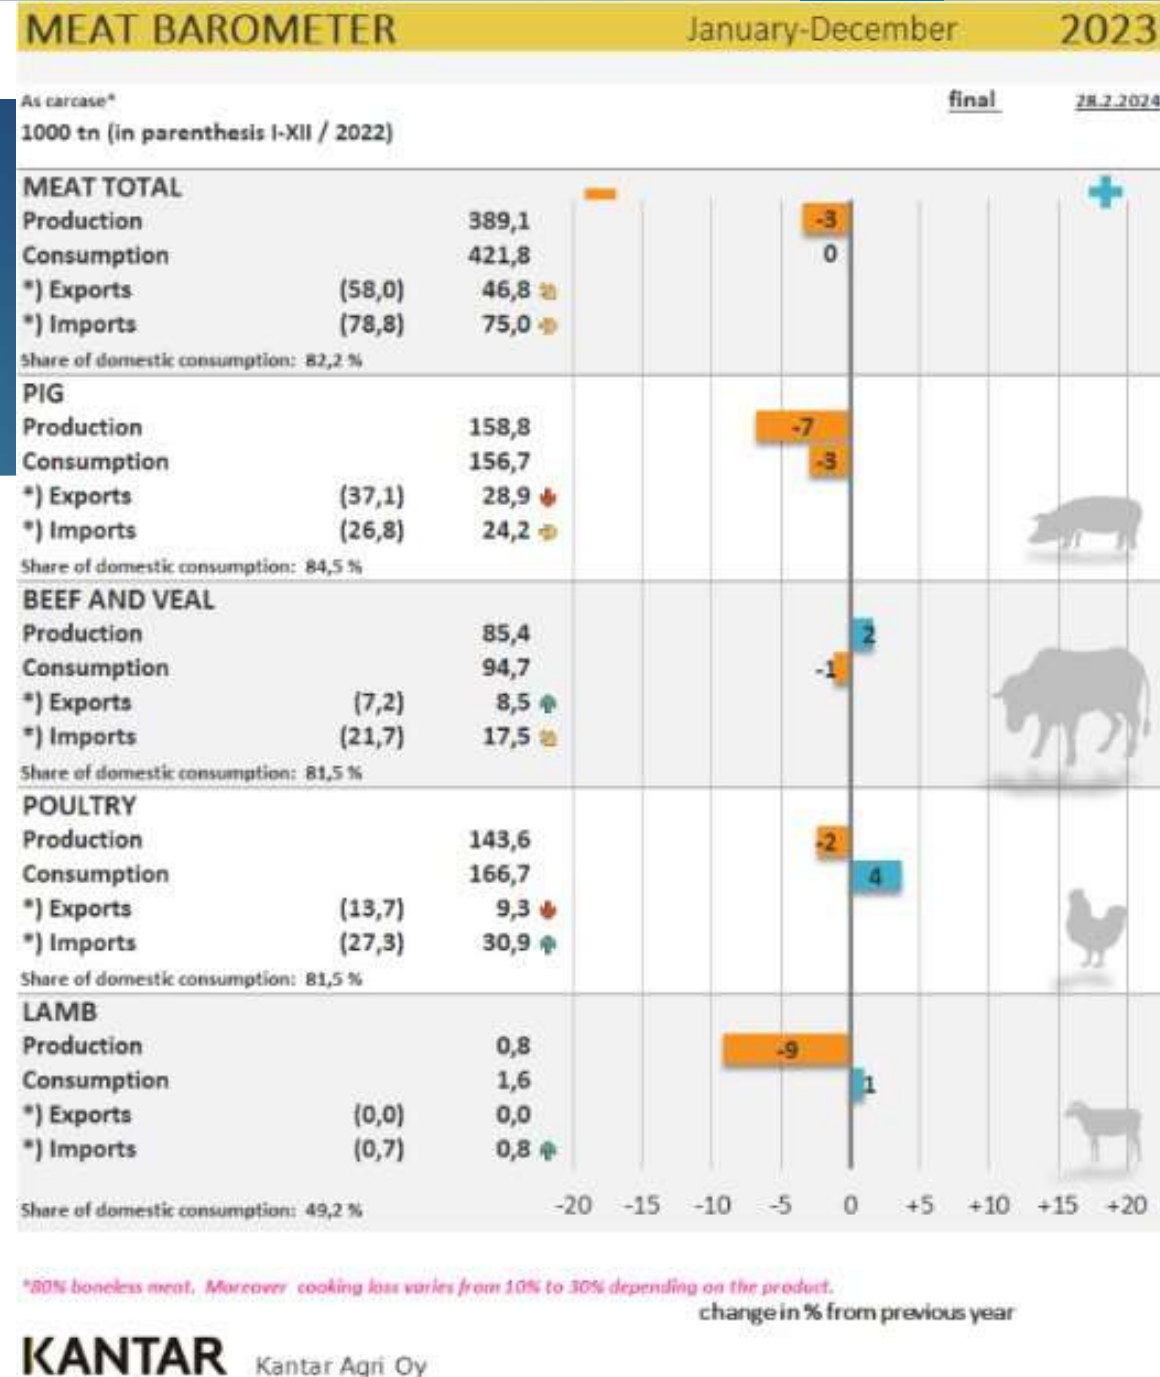 MEAT BAROMETER January-December 2023
As carcase* final 28.2.2024
1000 tn (in parenthesis I-XII / 2022)
MEAT TOTAL
Production 389,1 -3
Consumption 421,8 0
*) Exports (58,0) 46,8
*) Imports (78,8) 75,0
Share of domestic consumption: 82,2 %
PIG
Production 158,8 -7
Consumption 156,7 -3
*) Exports (37,1) 28,9
*) Imports (26,8) 24,2
Share of domestic consumption: 84,5 %
BEEF AND VEAL
Production 85,4 2
Consumption 94,7 -1
*) Exports (7,2) 8,5
*) Imports (21,7) 17,5
Share of domestic consumption: 81,5 %
POULTRY
Production 143,6 -2
Consumption 166,7 4
*) Exports (13,7) 9,3
*) Imports (27,3) 30,9
Share of domestic consumption: 81,5 %
LAMB
Production 0,8 -9
Consumption 1,6 1
*) Exports (0,0) 0,0
*) Imports (0,7) 0,8
Share of domestic consumption: 49,2 % -20 -15 -10 -5 0 +5 +10 +15 +20
*80% boneless meat. Moreover cooking loss varies from 10% to 30% depending on the product.
change in % from previous year
KANTAR Kantar Agri Oy